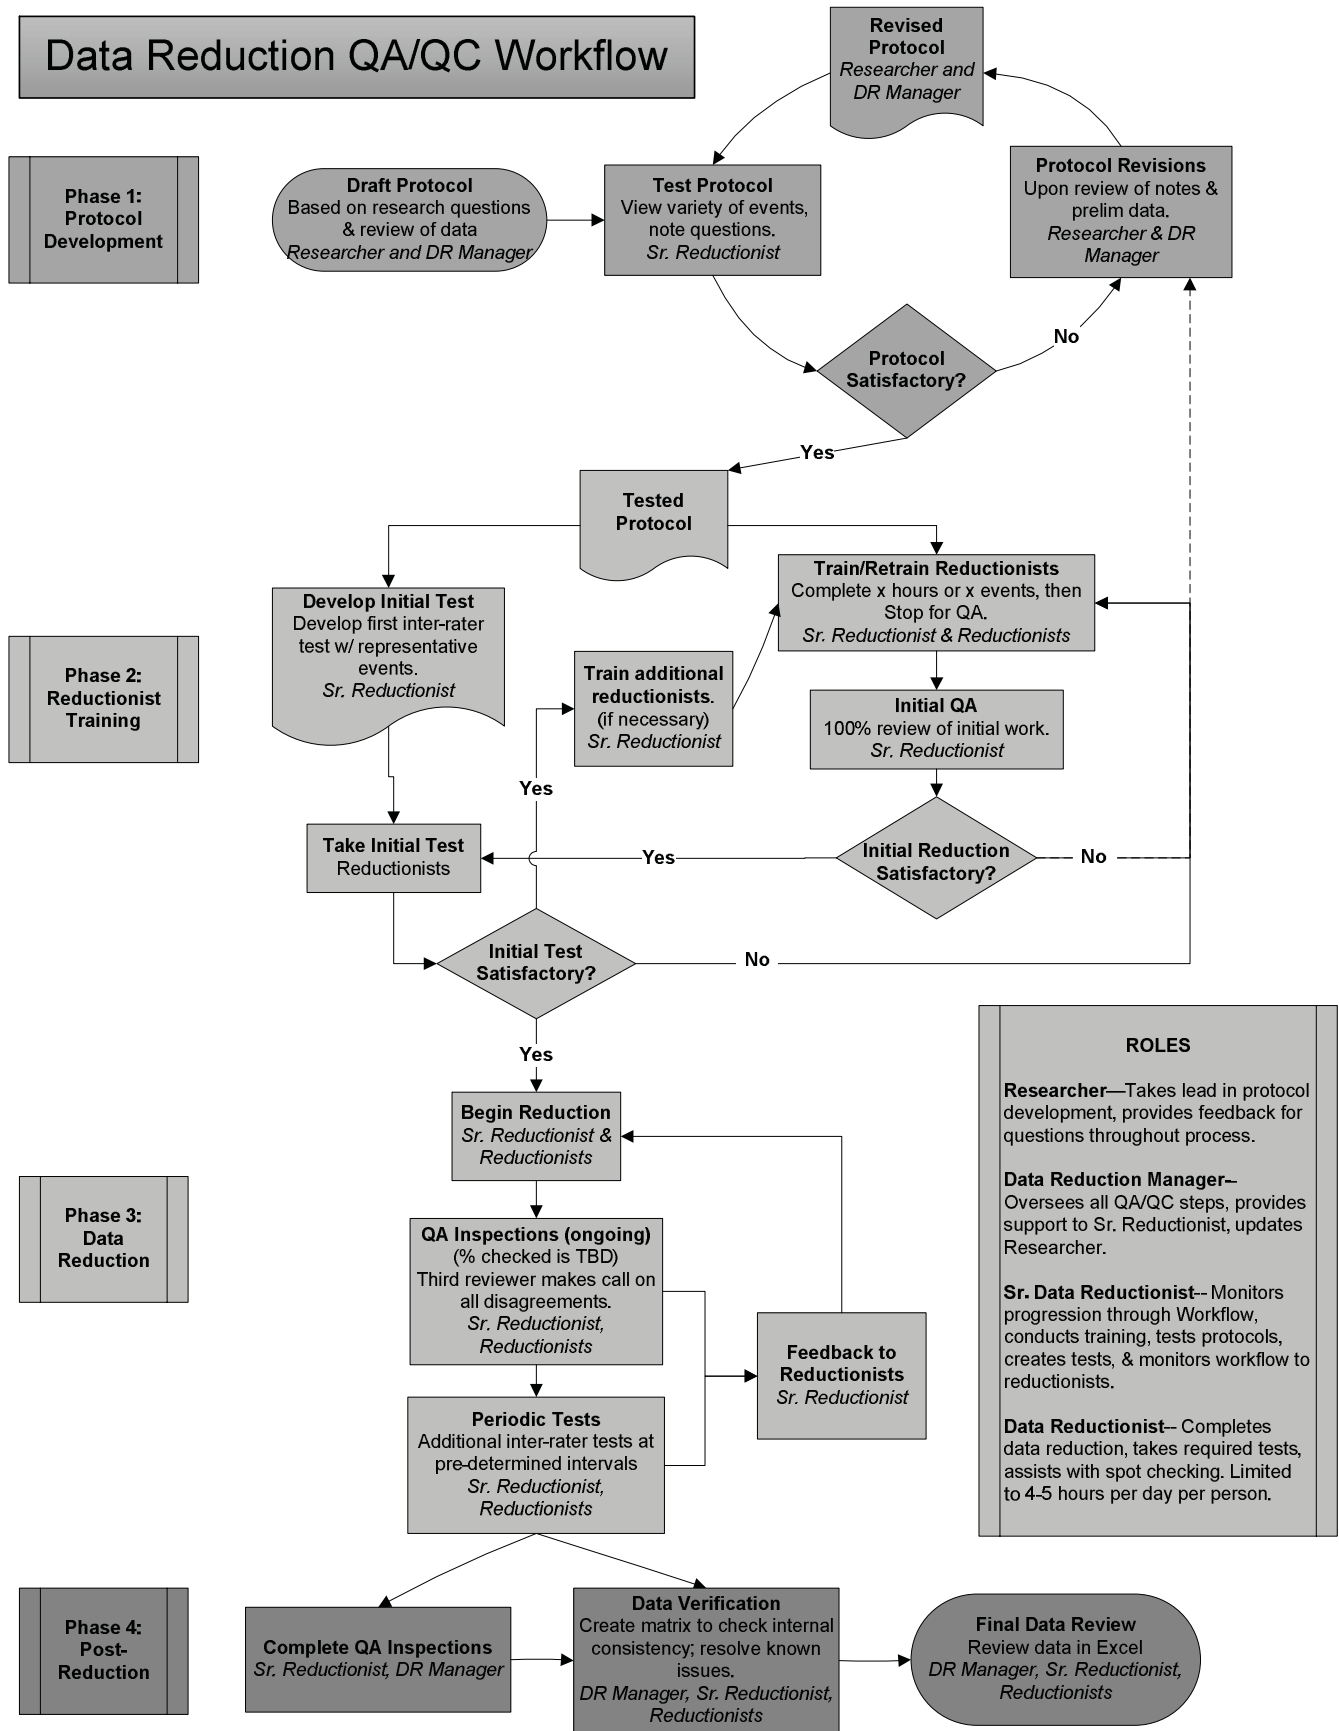 Data Reduction QA/QC Workflow
Revised
Protocol
Researcher and
DR Manager
Phase 1:
Protocol
Development
Draft Protocol
Based on research questions
& review of data
Researcher and DR Manager
Test Protocol
View variety of events,
note questions.
Sr. Reductionist
Protocol Revisions
Upon review of notes &
prelim data.
Researcher & DR
Manager
Protocol
Satisfactory?
No
Yes
Tested
Protocol
Phase 2:
Reductionist
Training
Develop Initial Test
Develop first inter-rater
test w/ representative
events.
Sr. Reductionist
Train additional
reductionists.
(if necessary)
Sr. Reductionist
Train/Retrain Reductionists
Complete x hours or x events, then
Stop for QA.
Sr. Reductionist & Reductionists
Initial QA
100% review of initial work.
Sr. Reductionist
Yes
Take Initial Test
Reductionists
Yes
Initial Reduction
Satisfactory?
No
Initial Test
Satisfactory?
No
Yes
Begin Reduction
Sr. Reductionist &
Reductionists
Phase 3:
Data
Reduction
QA Inspections (ongoing)
(% checked is TBD)
Third reviewer makes call on
all disagreements.
Sr. Reductionist,
Reductionists
Feedback to
Reductionists
Sr. Reductionist
Periodic Tests
Additional inter-rater tests at
pre-determined intervals
Sr. Reductionist,
Reductionists
ROLES
Researcher—Takes lead in protocol
development, provides feedback for
questions throughout process.
Data Reduction Manager--
Oversees all QA/QC steps, provides
support to Sr. Reductionist, updates
Researcher.
Sr. Data Reductionist-- Monitors
progression through Workflow,
conducts training, tests protocols,
creates tests, & monitors workflow to
reductionists.
Data Reductionist-- Completes
data reduction, takes required tests,
assists with spot checking. Limited
to 4-5 hours per day per person.
Phase 4:
Post-
Reduction
Complete QA Inspections
Sr. Reductionist, DR Manager
Data Verification
Create matrix to check internal
consistency; resolve known
issues.
DR Manager, Sr. Reductionist,
Reductionists
Final Data Review
Review data in Excel
DR Manager, Sr. Reductionist,
Reductionists